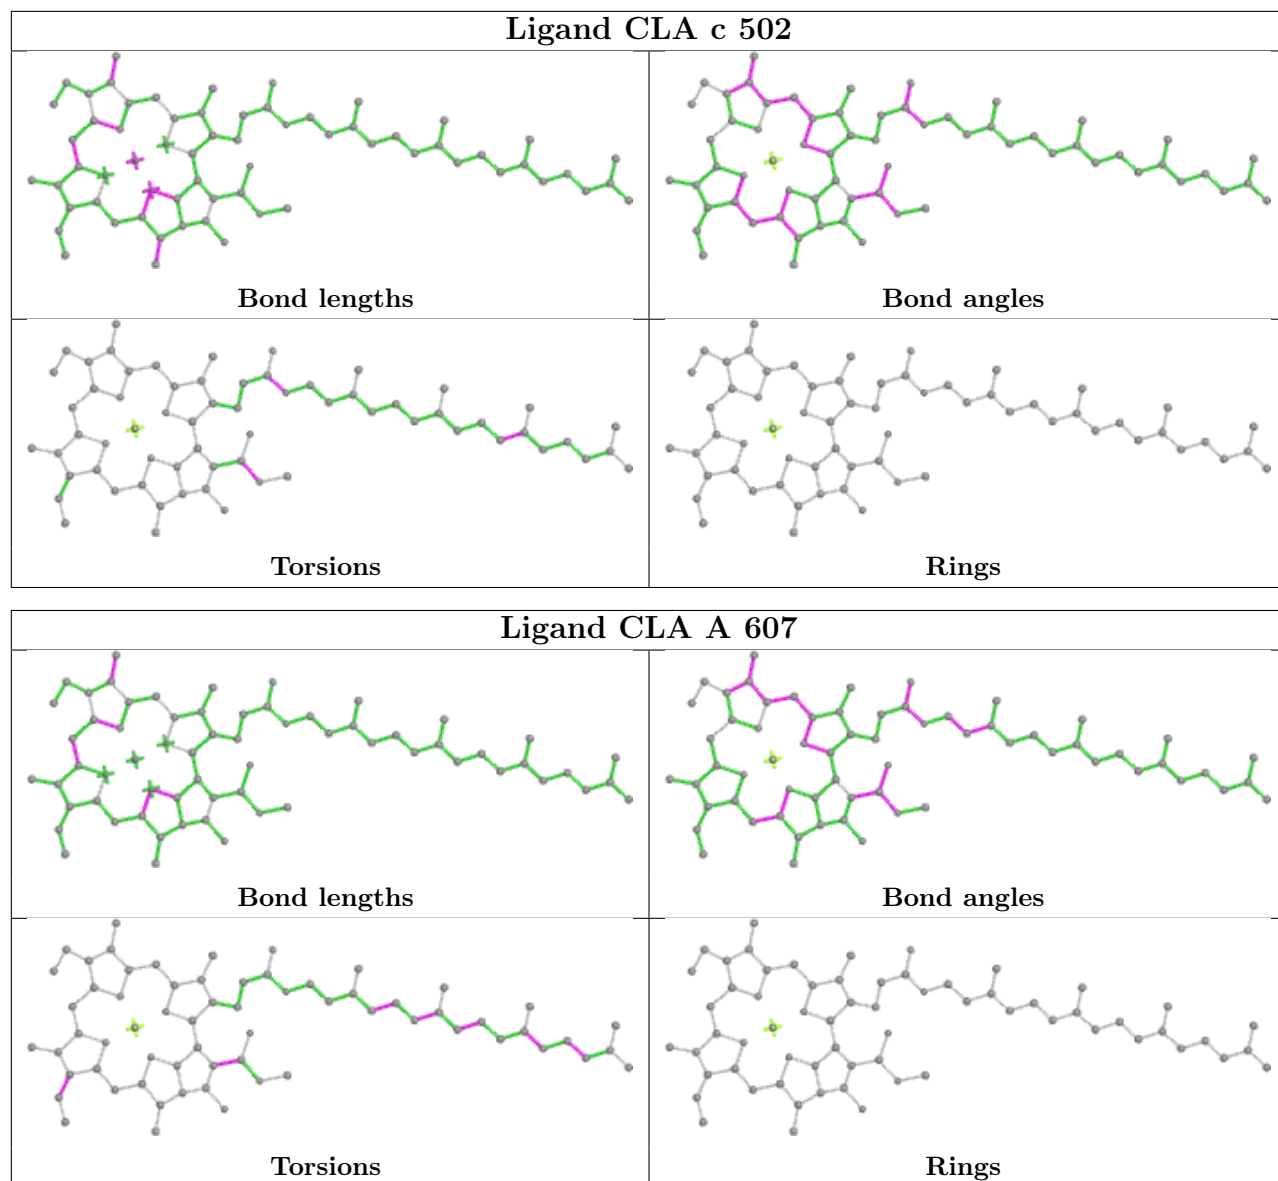 Ligand CLA c 502
Bond lengths
Bond angles
Torsions
Rings
Ligand CLA A 607
Bond lengths
Bond angles
Torsions
Rings